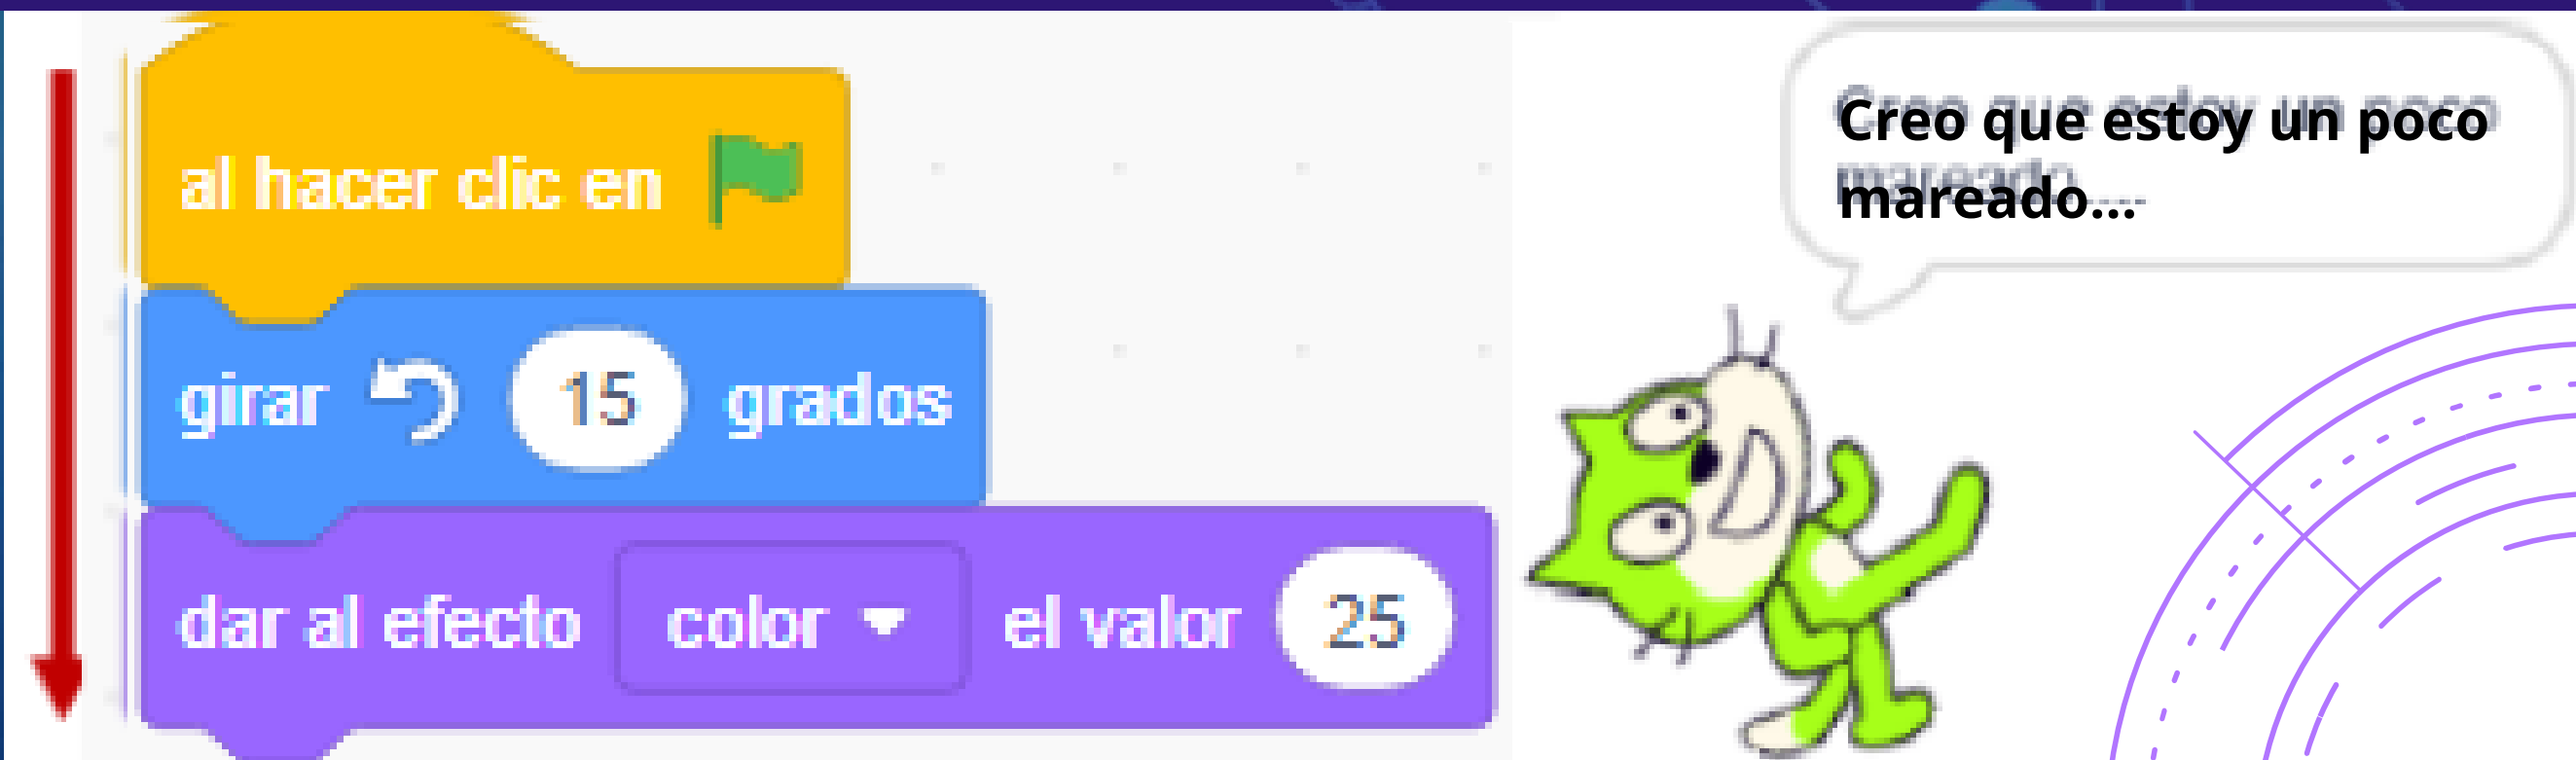 al hacer clic en
girar 15 grados
dar al efecto color el valor 25
Creo que estoy un poco
mareado...